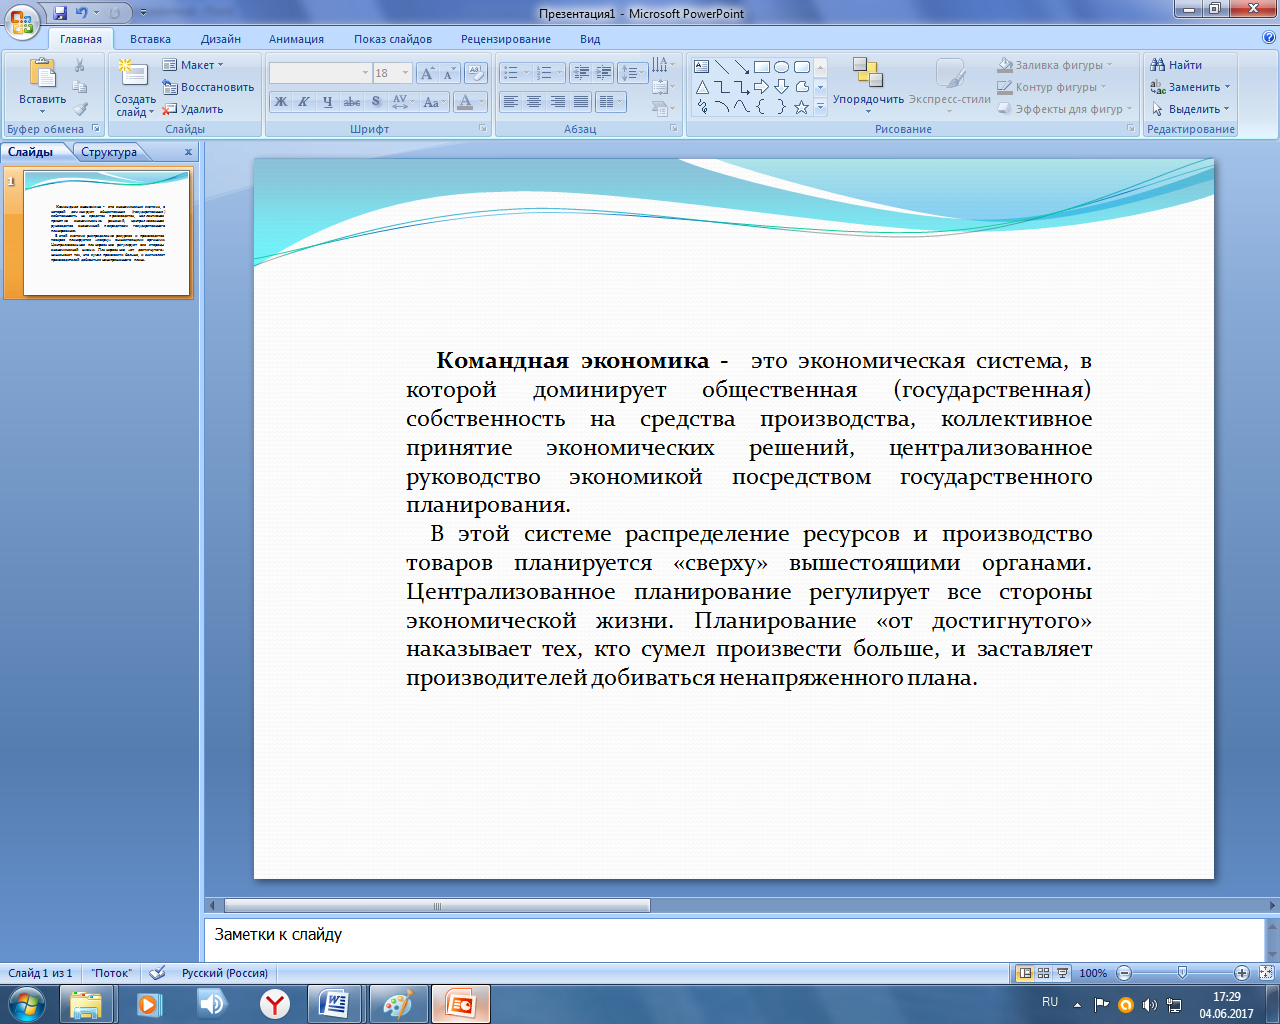 Презентация1 - Microsoft PowerPoint
Главная Вставка Дизайн Анимация Показ слайдов Рецензирование Вид
Вставить
Буфер обмена
Создать слайд
Макет
Восстановить
Удалить
Слайды
18
Ж К Ч abc S AV Aa A
Шрифт
Абзац
Упорядочить
Экспресс-стили
Заливка фигуры
Контур фигуры
Эффекты для фигур
Рисование
Найти
Заменить
Выделить
Редактирование
Слайды Структура x
1
Командная экономика - это экономическая система, в
которой доминирует общественная (государственная)
собственность на средства производства, коллективное
принятие экономических решений, централизованное
руководство экономикой посредством государственного
планирования.
В этой системе распределение ресурсов и производство
товаров планируется «сверху» вышестоящими органами.
Централизованное планирование регулирует все стороны
экономической жизни. Планирование «от достигнутого»
наказывает тех, кто сумел произвести больше, и заставляет
производителей добиваться ненапряженного плана.
Заметки к слайду
Слайд 1 из 1 "Поток" Русский (Россия) 100%
RU 17:29
04.06.2017